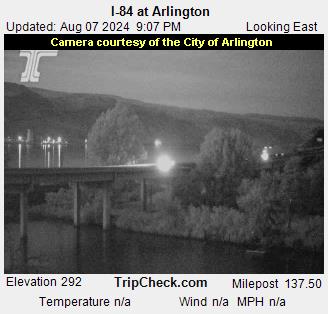 I-84 at Arlington
Updated: Aug 07 2024 9:07 PM Looking East
Camera courtesy of the City of Arlington
Elevation 292 TripCheck.com Milepost 137.50
Temperature n/a Wind n/a MPH n/a